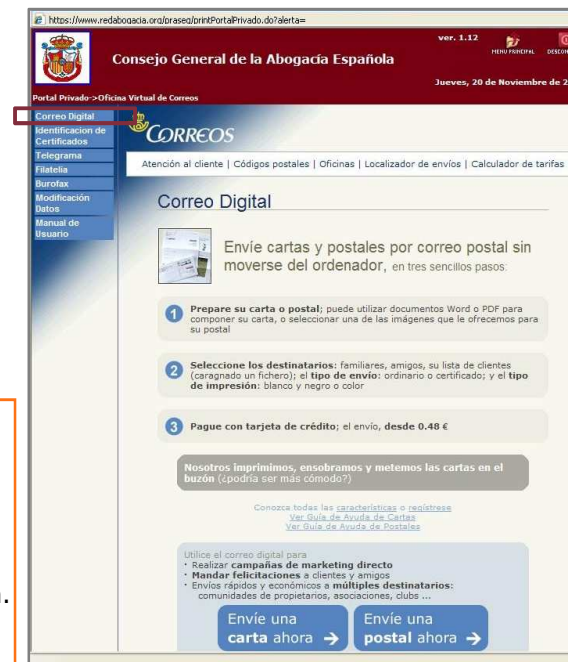 https://www.redabogacia.org/praseg/printPortalPrivado.do?alerta=
ver. 1.12
MENU PRINCIPAL
Consejo General de la Abogacía Española
Jueves, 20 de Noviembre de 2
Portal Privado->Oficina Virtual de Correos
Correo Digital
Identificacion de
Certificados
Telegrama
Filatelia
Burofax
Modificación
Datos
Manual de
Usuario
CORREOS
Atención al cliente | Códigos postales | Oficinas | Localizador de envíos | Calculador de tarifas
Correo Digital
Envíe cartas y postales por correo postal sin
moverse del ordenador, en tres sencillos pasos:
1 Prepare su carta o postal; puede utilizar documentos Word o PDF para
componer su carta, o seleccionar una de las imágenes que le ofrecemos para
su postal
2 Seleccione los destinatarios: familiares, amigos, su lista de clientes
(caragnado un fichero); el tipo de envío: ordinario o certificado; y el tipo
de impresión: blanco y negro o color
3 Pague con tarjeta de crédito; el envío, desde 0.48 €
Nosotros imprimimos, ensobramos y metemos las cartas en el
buzón (¿podría ser más cómodo?)
Conozca todas las características o regístrese
Ver Guía de Ayuda de Cartas
Ver Guía de Ayuda de Postales
Utilice el correo digital para
· Realizar campañas de marketing directo
· Mandar felicitaciones a clientes y amigos
· Envíos rápidos y económicos a múltiples destinatarios:
comunidades de propietarios, asociaciones, clubs ...
Envíe una
carta ahora →
Envíe una
postal ahora →